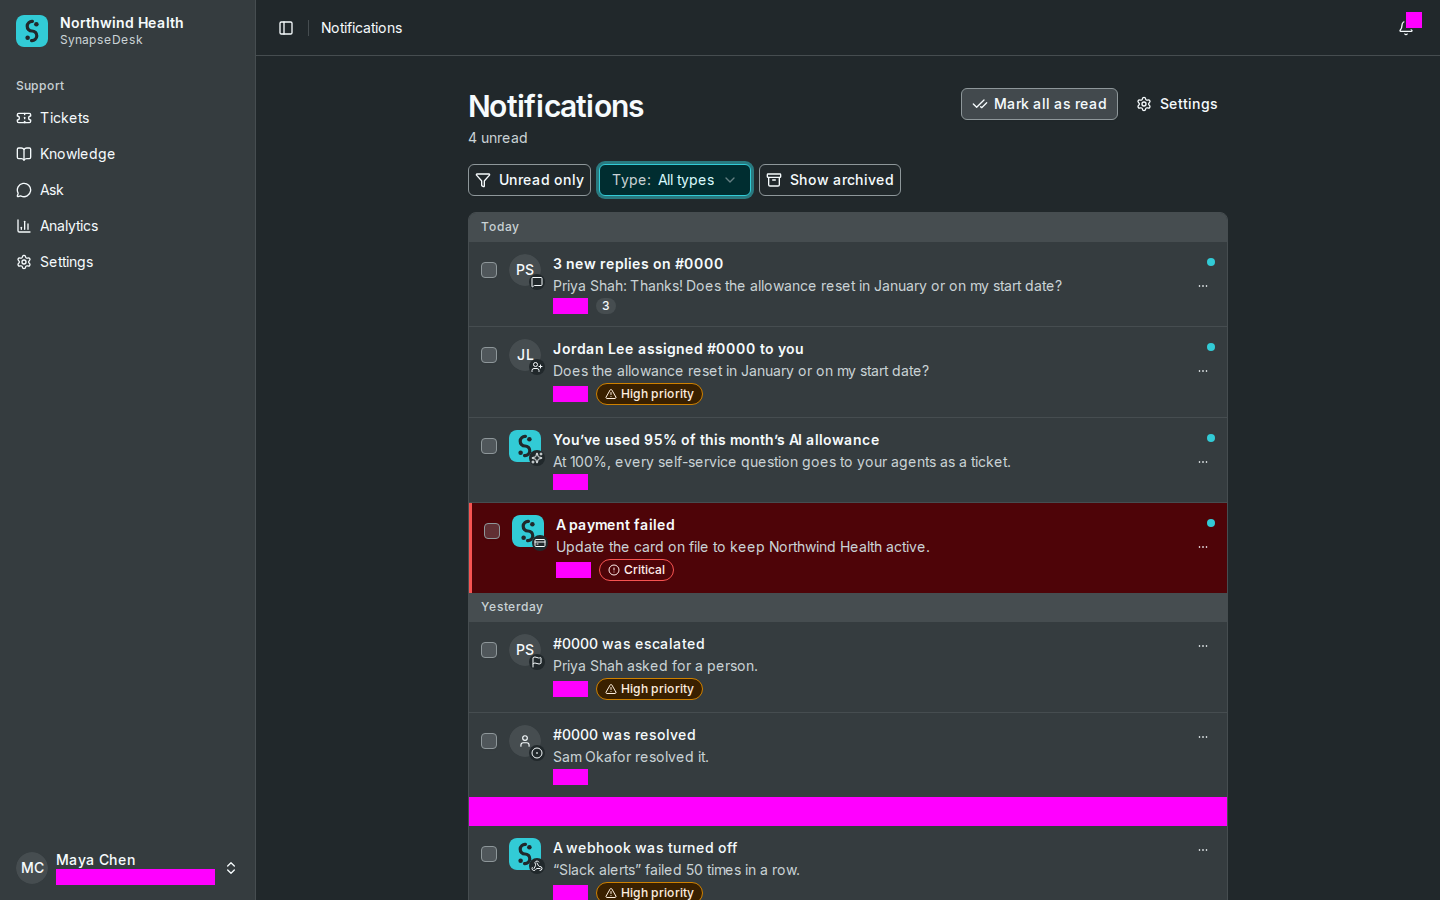 Northwind Health
SynapseDesk
Support
Tickets
Knowledge
Ask
Analytics
Settings
MC
Maya Chen
Notifications
Notifications
4 unread
Mark all as read
Settings
Unread only
Type: All types
Show archived
Today
PS
3 new replies on #0000
Priya Shah: Thanks! Does the allowance reset in January or on my start date?
3
JL
Jordan Lee assigned #0000 to you
Does the allowance reset in January or on my start date?
High priority
You’ve used 95% of this month’s AI allowance
At 100%, every self-service question goes to your agents as a ticket.
A payment failed
Update the card on file to keep Northwind Health active.
Critical
Yesterday
PS
#0000 was escalated
Priya Shah asked for a person.
High priority
#0000 was resolved
Sam Okafor resolved it.
A webhook was turned off
“Slack alerts” failed 50 times in a row.
High priority